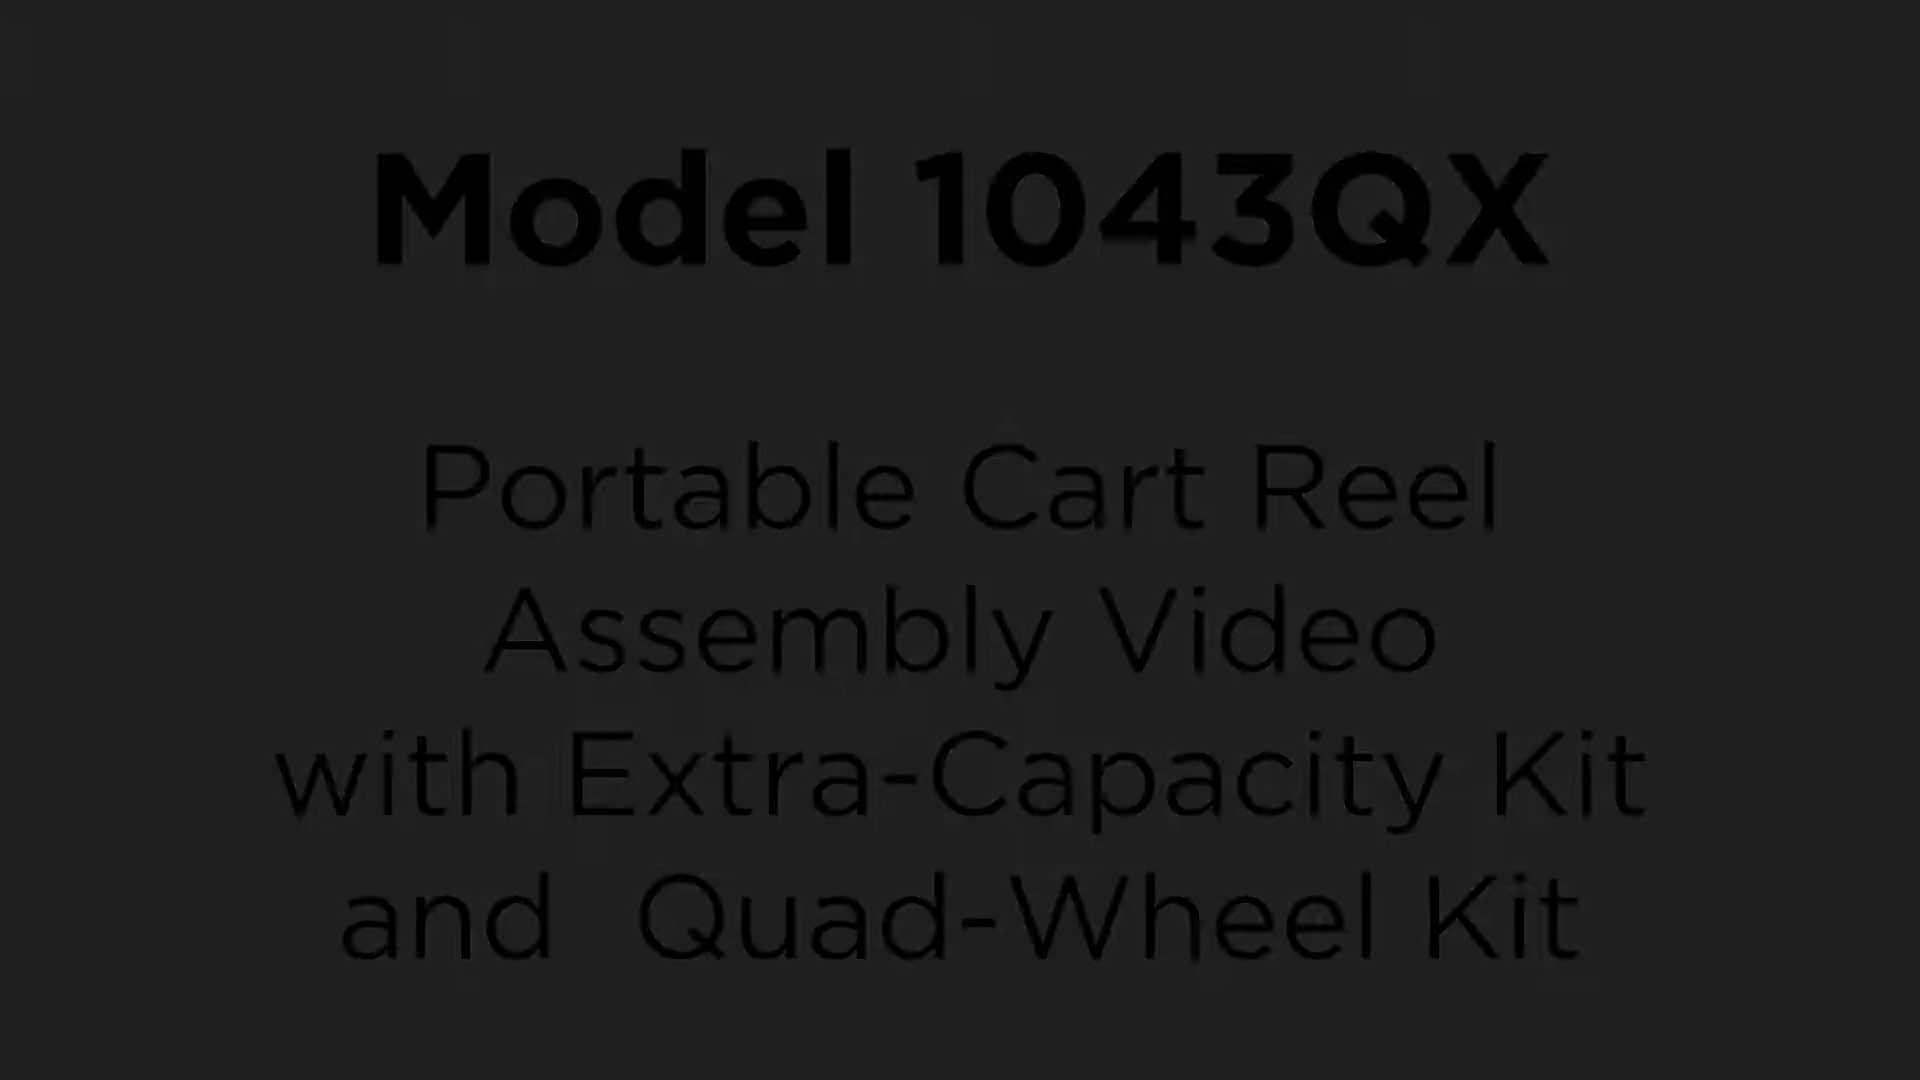 Model 1043QX
Portable Cart Reel
Assembly Video
with Extra-Capacity Kit
and Quad-Wheel Kit